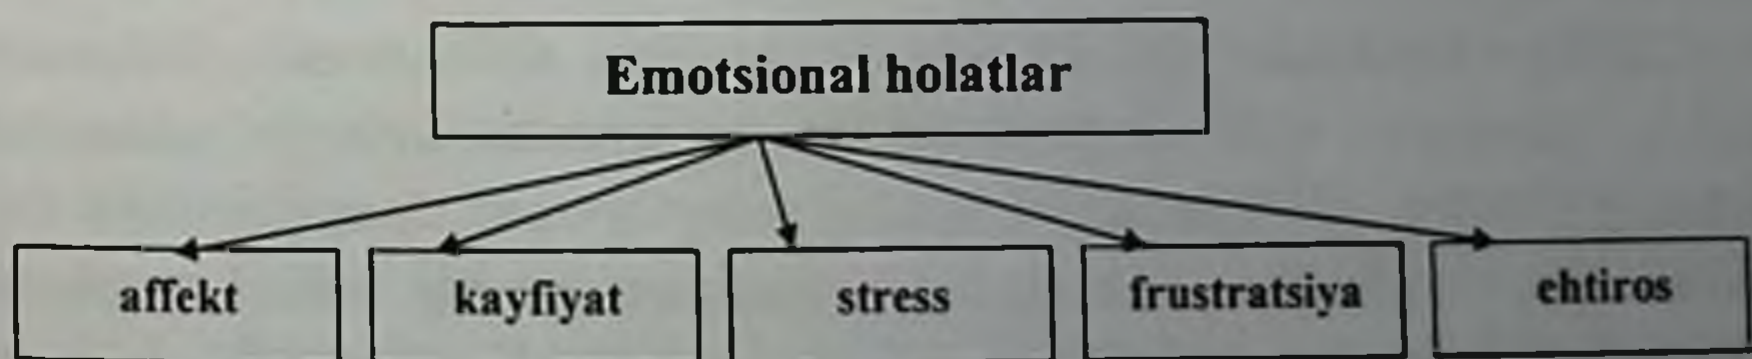 Emotsional holatlar
affekt kayfiyat stress frustratsiya ehtiros